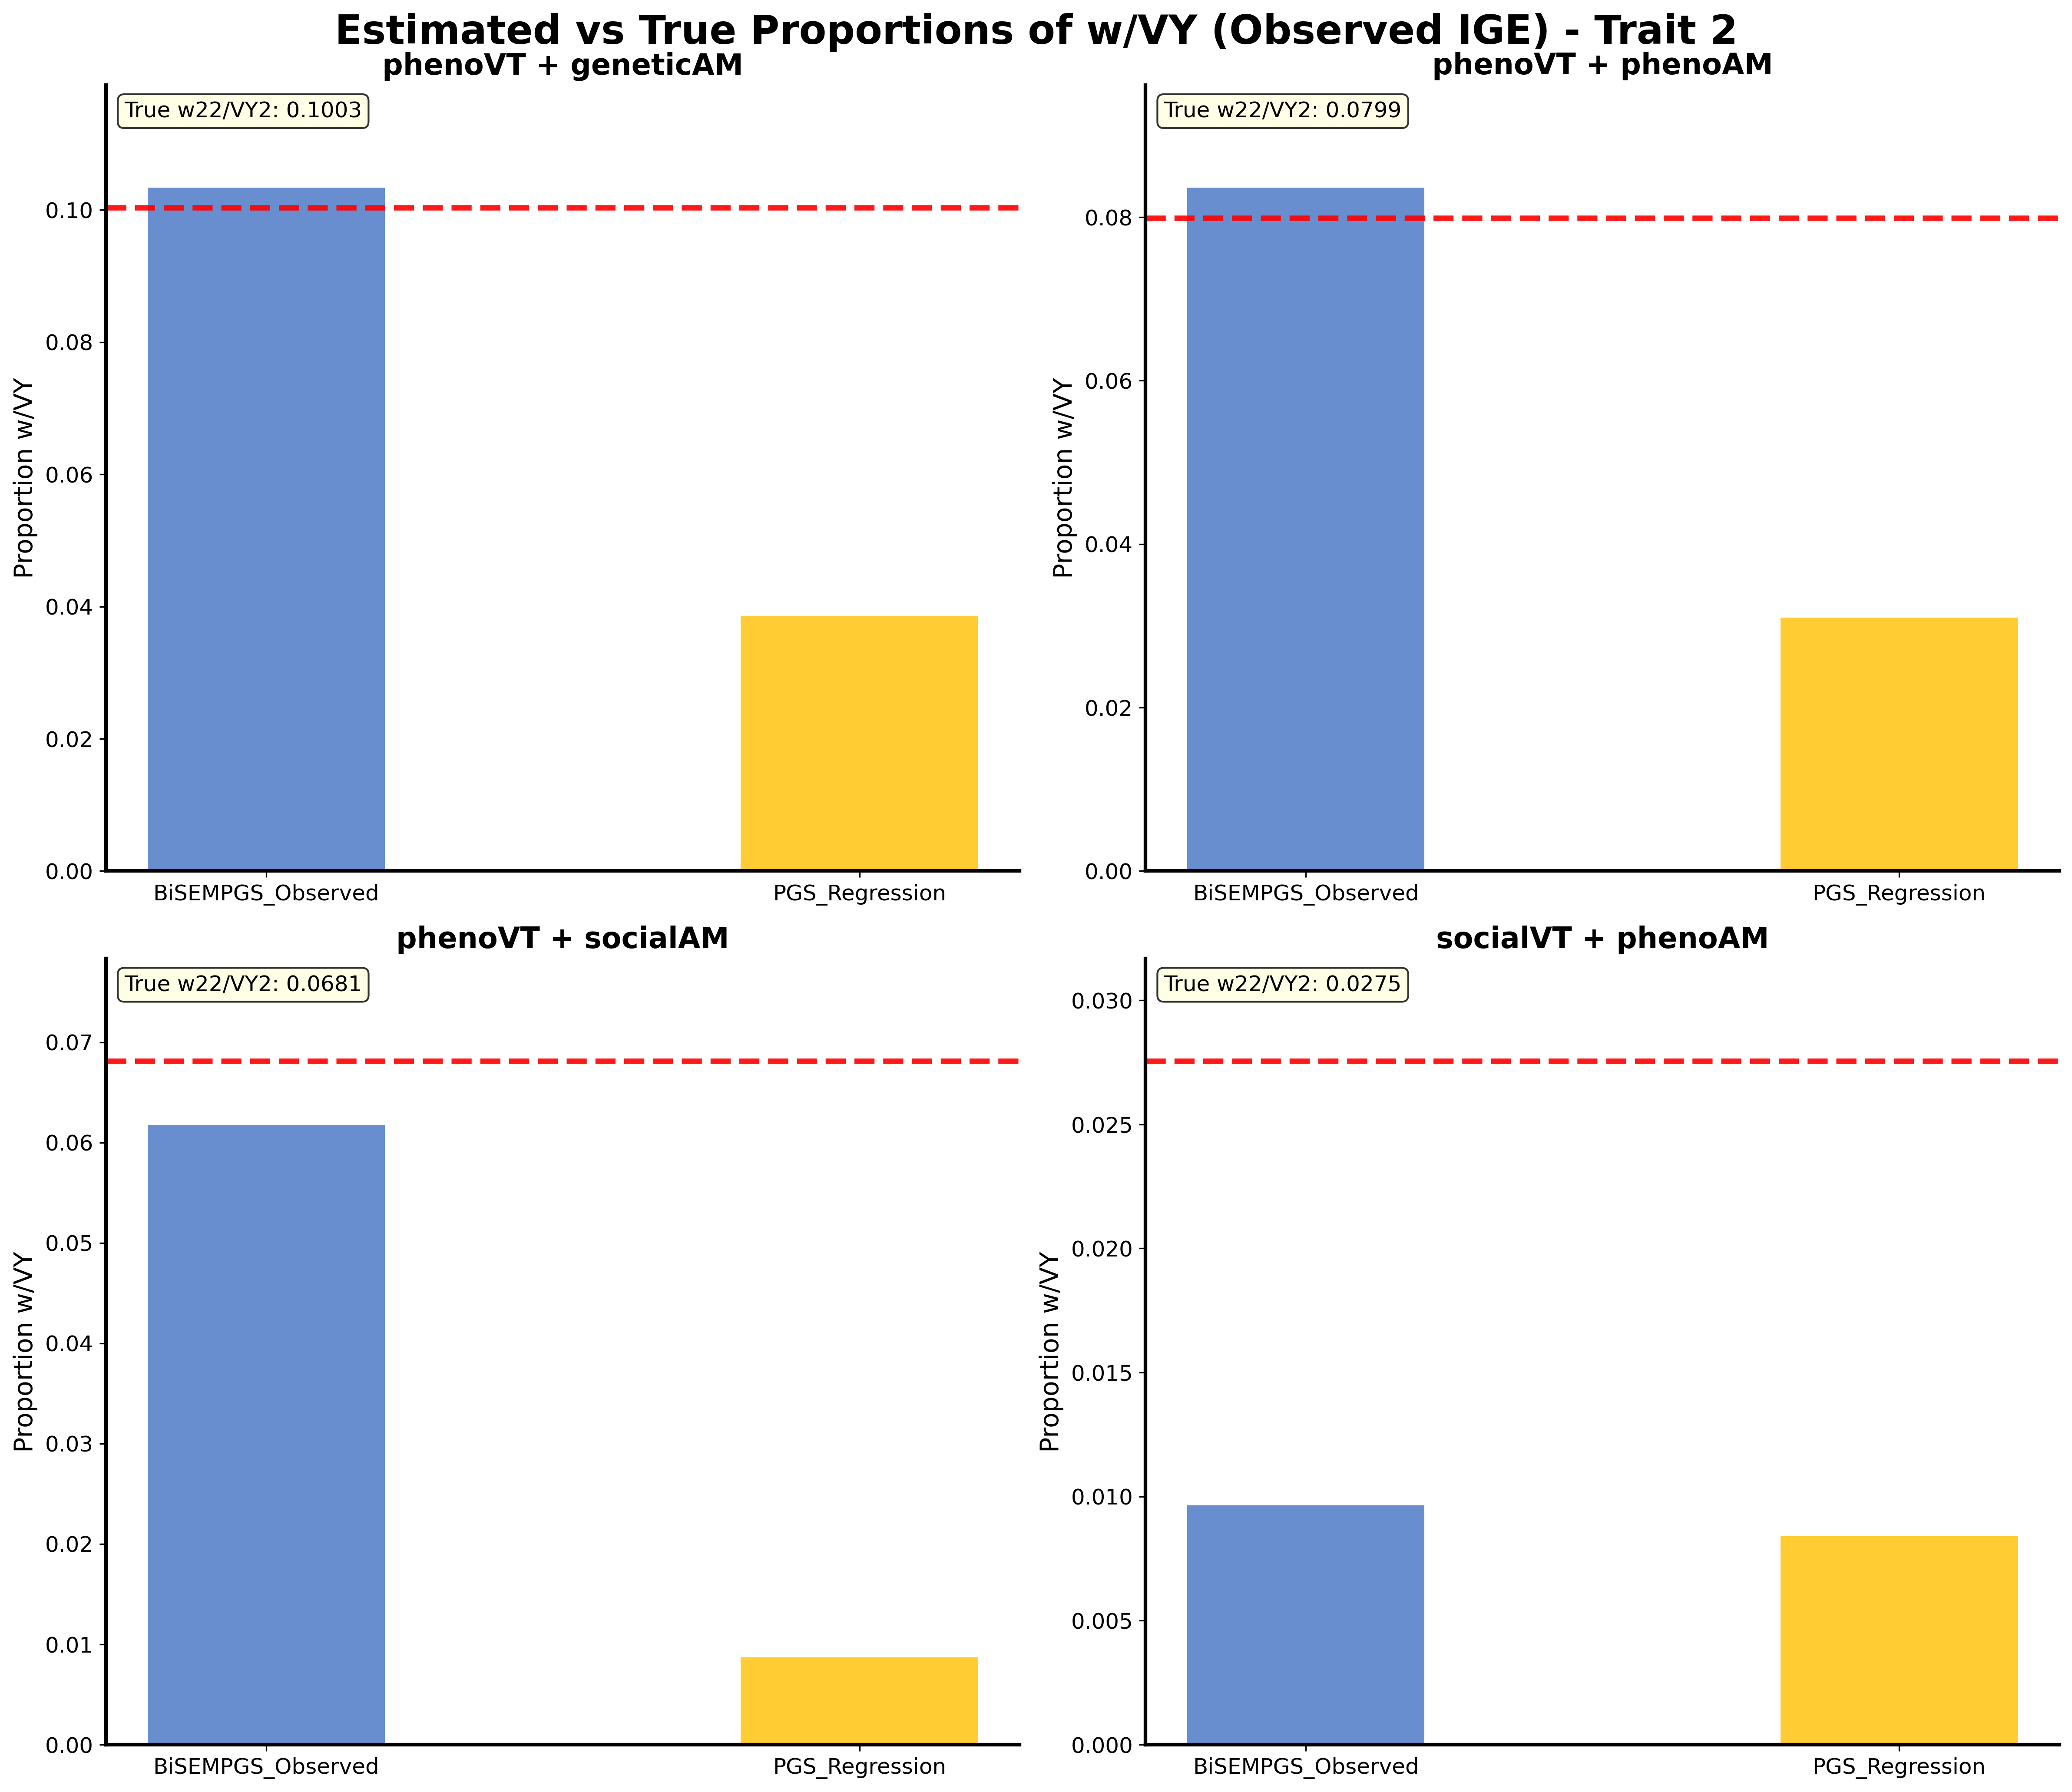 Estimated vs True Proportions of w/VY (Observed IGE) - Trait 2
phenoVT + geneticAM
True w22/VY2: 0.1003
0.10
0.08
0.06
0.04
0.02
0.00
Proportion w/VY
BiSEMPGS_Observed
PGS_Regression
phenoVT + phenoAM
True w22/VY2: 0.0799
0.08
0.06
0.04
0.02
0.00
Proportion w/VY
BiSEMPGS_Observed
PGS_Regression
phenoVT + socialAM
True w22/VY2: 0.0681
0.07
0.06
0.05
0.04
0.03
0.02
0.01
0.00
Proportion w/VY
BiSEMPGS_Observed
PGS_Regression
socialVT + phenoAM
True w22/VY2: 0.0275
0.030
0.025
0.020
0.015
0.010
0.005
0.000
Proportion w/VY
BiSEMPGS_Observed
PGS_Regression